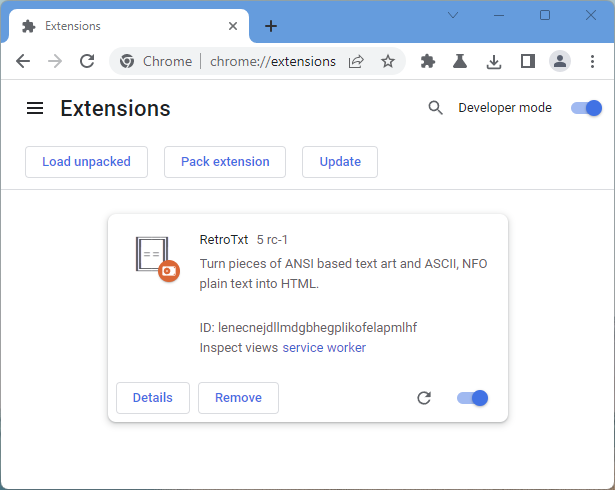 Extensions
Chrome chrome://extensions
Extensions
Developer mode
Load unpacked
Pack extension
Update
RetroTxt 5 rc-1
Turn pieces of ANSI based text art and ASCII, NFO
plain text into HTML.
ID: lenecnejdllmdgbhegplikofelapmlhf
Inspect views service worker
Details
Remove